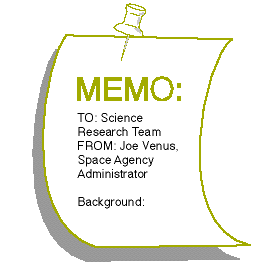 MEMO:
TO: Science
Research Team
FROM: Joe Venus,
Space Agency
Administrator
Background: